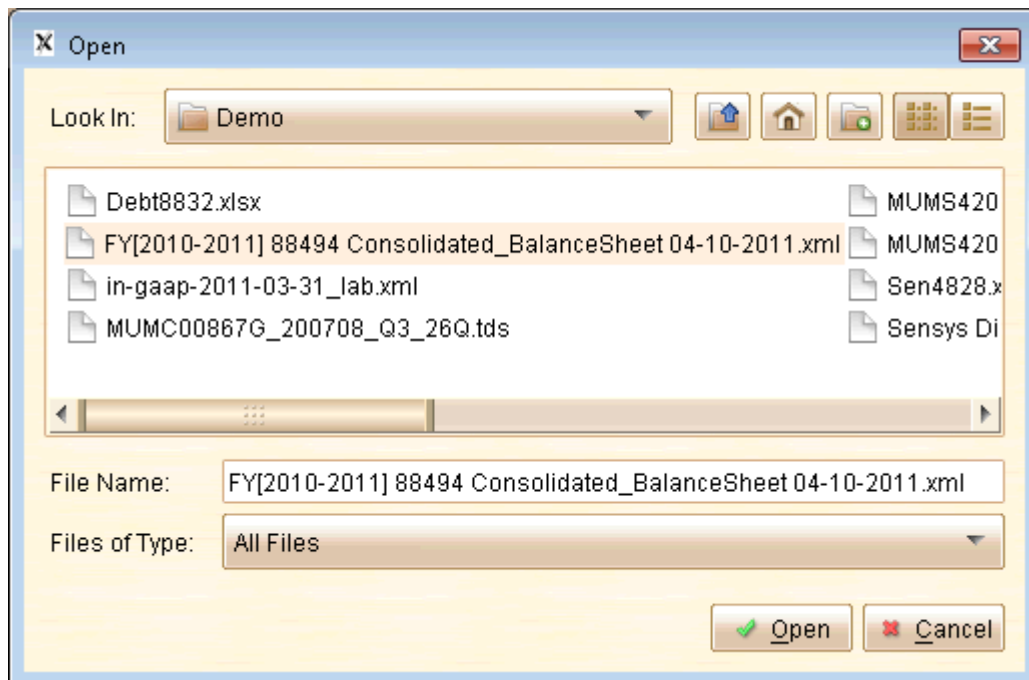 Open
Look In: Demo
Debt8832.xlsx
FY[2010-2011] 88494 Consolidated_BalanceSheet 04-10-2011.xml
in-gaap-2011-03-31_lab.xml
MUMC00867G_200708_Q3_26Q.tds
MUMS420
MUMS420
Sen4828.x
Sensys Di
File Name: FY[2010-2011] 88494 Consolidated_BalanceSheet 04-10-2011.xml
Files of Type: All Files
Open Cancel